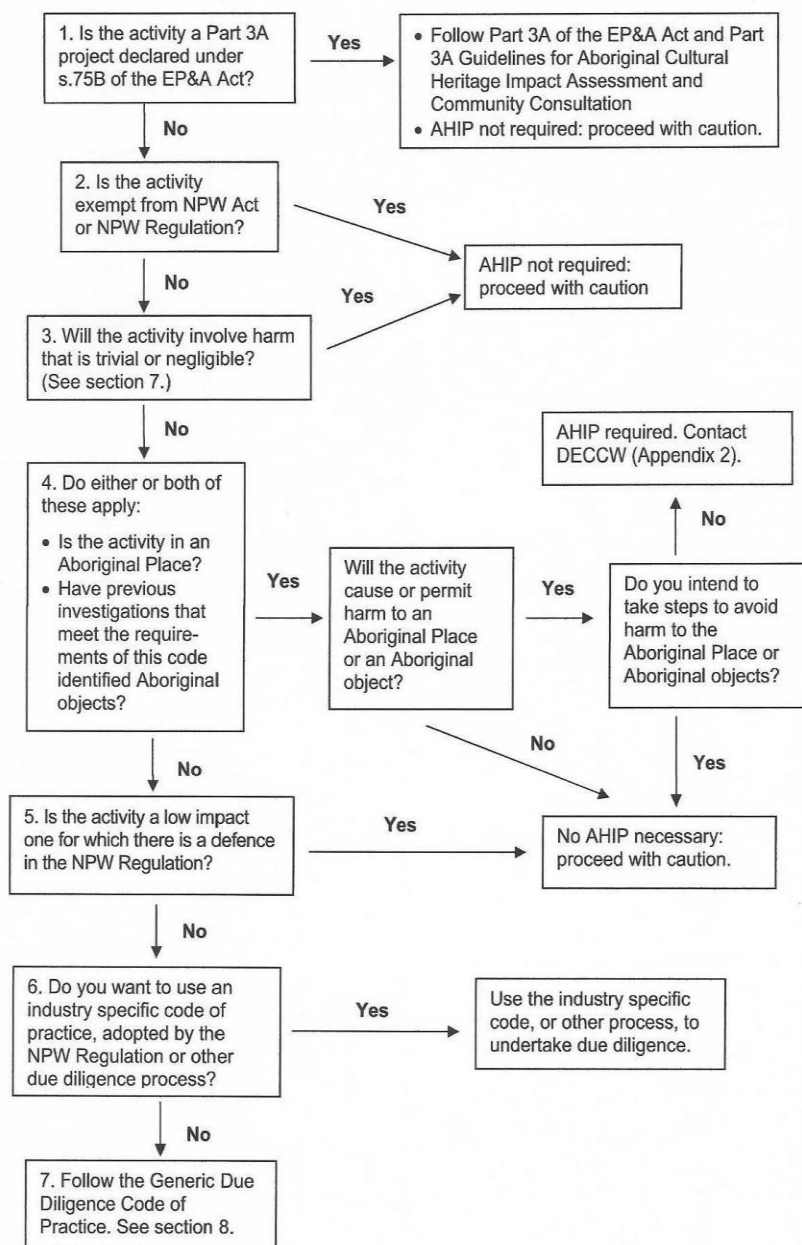 1. Is the activity a Part 3A
project declared under
s.75B of the EP&A Act?
Yes
• Follow Part 3A of the EP&A Act and Part
3A Guidelines for Aboriginal Cultural
Heritage Impact Assessment and
Community Consultation
• AHIP not required: proceed with caution.
No
2. Is the activity
exempt from NPW Act
or NPW Regulation?
Yes
AHIP not required:
proceed with caution
No
3. Will the activity involve harm
that is trivial or negligible?
(See section 7.)
Yes
No
4. Do either or both of
these apply:
• Is the activity in an
Aboriginal Place?
• Have previous
investigations that
meet the require-
ments of this code
identified Aboriginal
objects?
Yes
Will the activity
cause or permit
harm to an
Aboriginal Place
or an Aboriginal
object?
Yes
Do you intend to
take steps to avoid
harm to the
Aboriginal Place or
Aboriginal objects?
No
AHIP required. Contact
DECCW (Appendix 2).
No
Yes
No
5. Is the activity a low impact
one for which there is a defence
in the NPW Regulation?
Yes
No AHIP necessary:
proceed with caution.
No
6. Do you want to use an
industry specific code of
practice, adopted by the
NPW Regulation or other
due diligence process?
Yes
Use the industry specific
code, or other process, to
undertake due diligence.
No
7. Follow the Generic Due
Diligence Code of
Practice. See section 8.